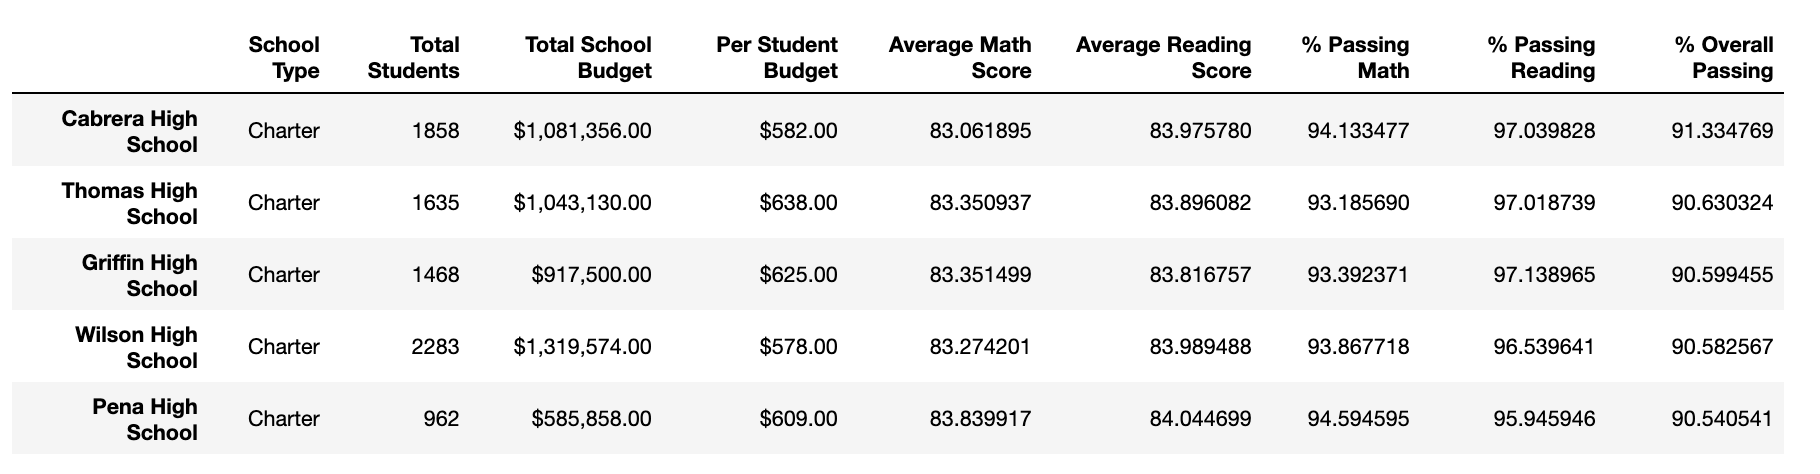 School Type Total Students Total School Budget Per Student Budget Average Math Score Average Reading Score % Passing Math % Passing Reading % Overall Passing
Cabrera High School Charter 1858 $1,081,356.00 $582.00 83.061895 83.975780 94.133477 97.039828 91.334769
Thomas High School Charter 1635 $1,043,130.00 $638.00 83.350937 83.896082 93.185690 97.018739 90.630324
Griffin High School Charter 1468 $917,500.00 $625.00 83.351499 83.816757 93.392371 97.138965 90.599455
Wilson High School Charter 2283 $1,319,574.00 $578.00 83.274201 83.989488 93.867718 96.539641 90.582567
Pena High School Charter 962 $585,858.00 $609.00 83.839917 84.044699 94.594595 95.945946 90.540541